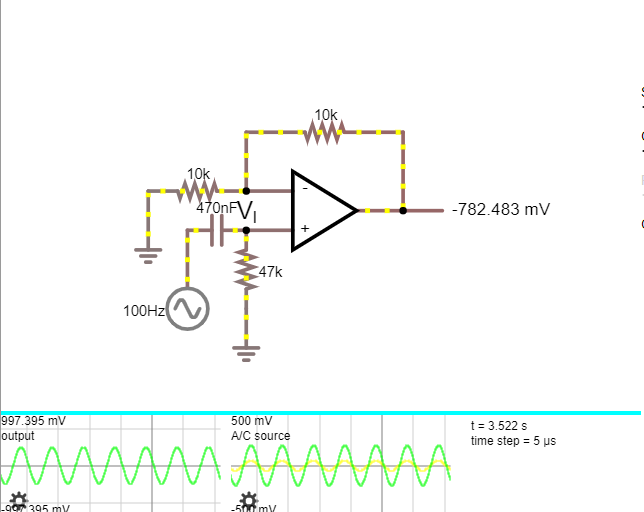 10k
10k
470nF
V_I
-
+
-782.483 mV
47k
100Hz
997.395 mV
output
500 mV
A/C source
t = 3.522 s
time step = 5 µs